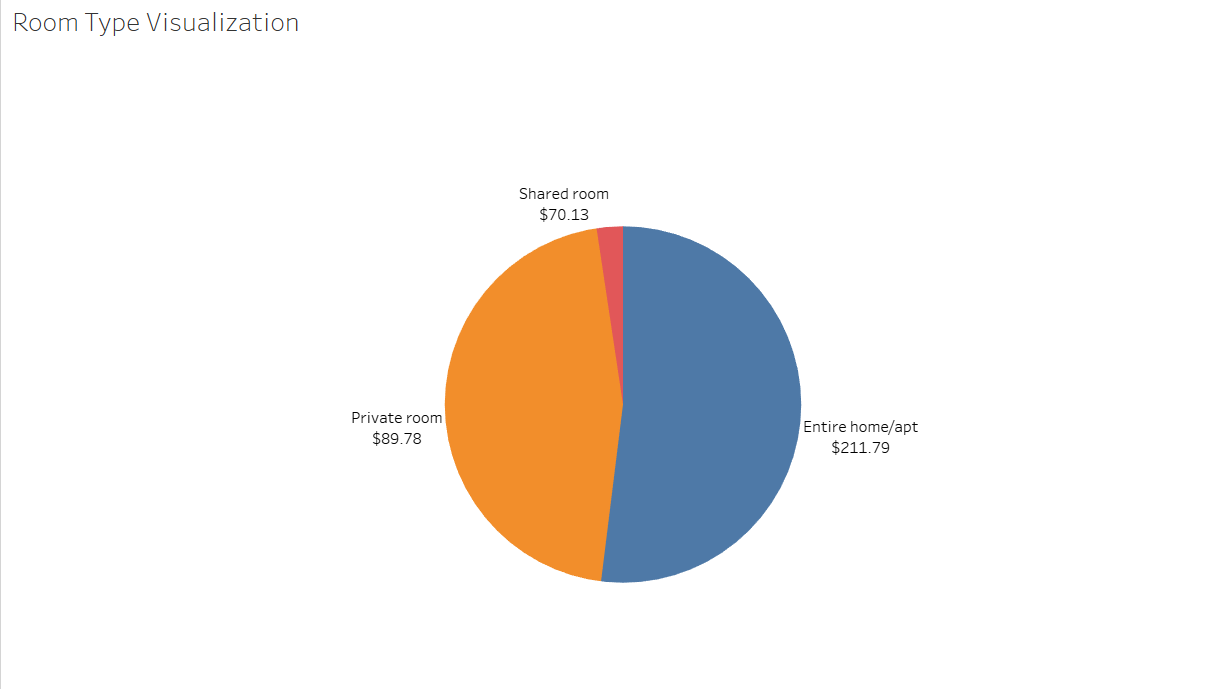 Room Type Visualization
Shared room
$70.13
Private room
$89.78
Entire home/apt
$211.79